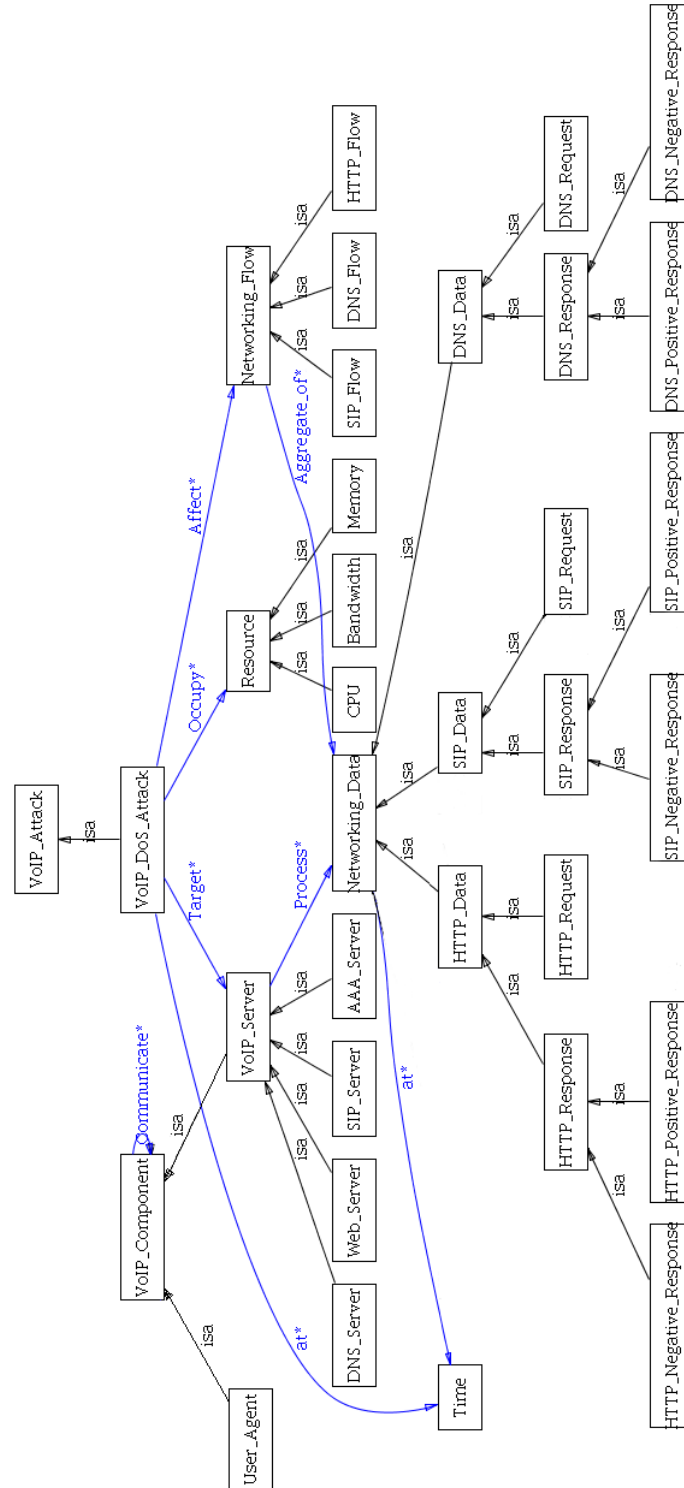 VoIP_Attack
isa
VoIP_DoS_Attack
VoIP_Component
Communicate*
isa
isa
User_Agent
at*
Target*
Occupy*
Affect*
VoIP_Server
Resource
Networking_Flow
isa
isa
isa
isa
DNS_Server
Web_Server
SIP_Server
AAA_Server
Process*
isa
isa
isa
CPU
Bandwidth
Memory
isa
isa
isa
SIP_Flow
DNS_Flow
HTTP_Flow
Aggregate_of*
Networking_Data
at*
isa
isa
isa
Time
HTTP_Data
SIP_Data
DNS_Data
isa
isa
isa
isa
isa
isa
HTTP_Response
HTTP_Request
SIP_Response
SIP_Request
DNS_Response
DNS_Request
isa
isa
isa
isa
isa
isa
HTTP_Negative_Response
HTTP_Positive_Response
SIP_Negative_Response
SIP_Positive_Response
DNS_Positive_Response
DNS_Negative_Response